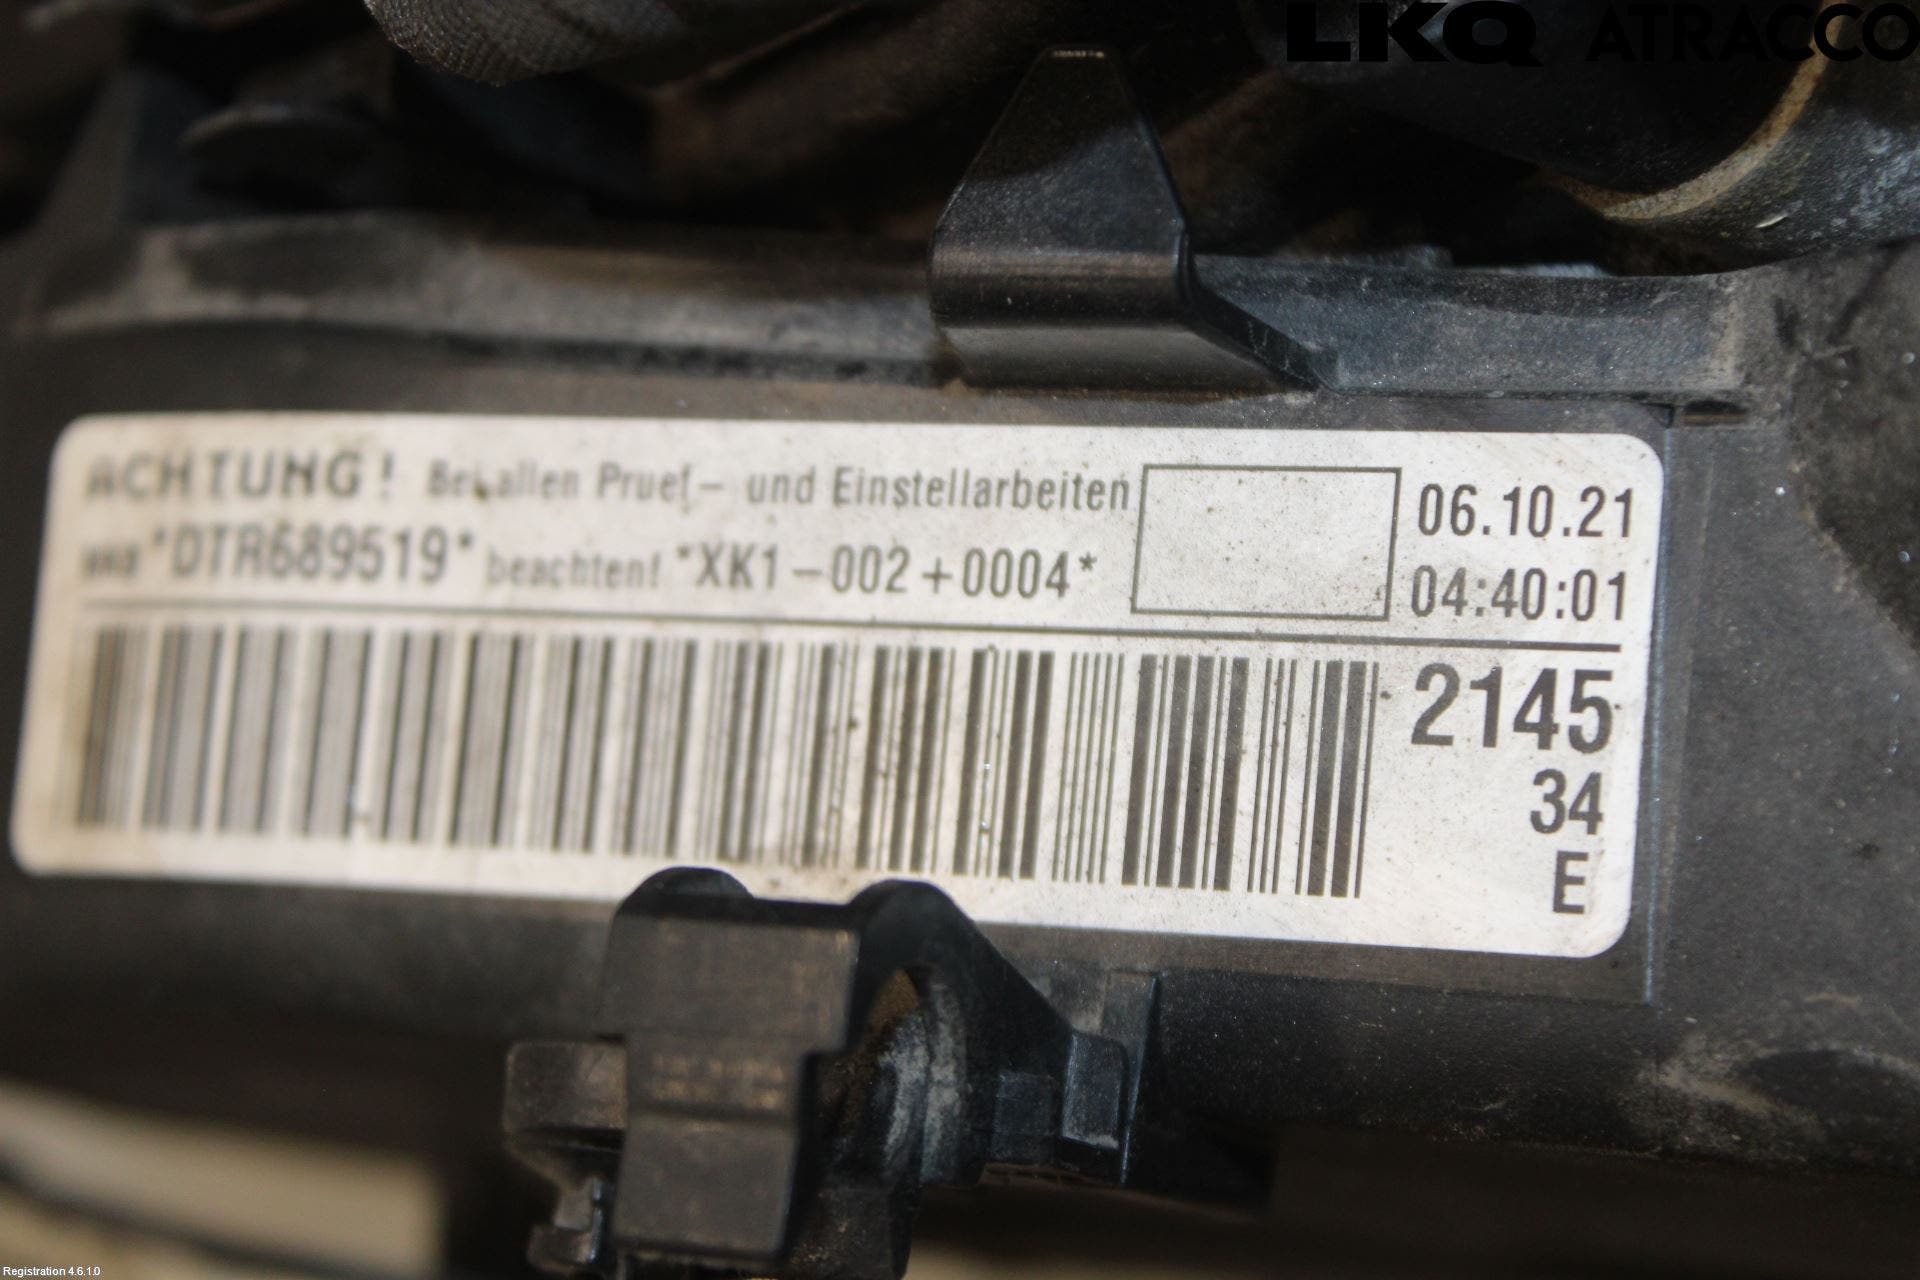 LKQ ATRACCO
ACHTUNG! Bei allen Pruef- und Einstellarbeiten
MKB *DTR689519* beachten! *XK1-002+0004*
06.10.21
04:40:01
2145
34
E
Registration 4.6.1.0